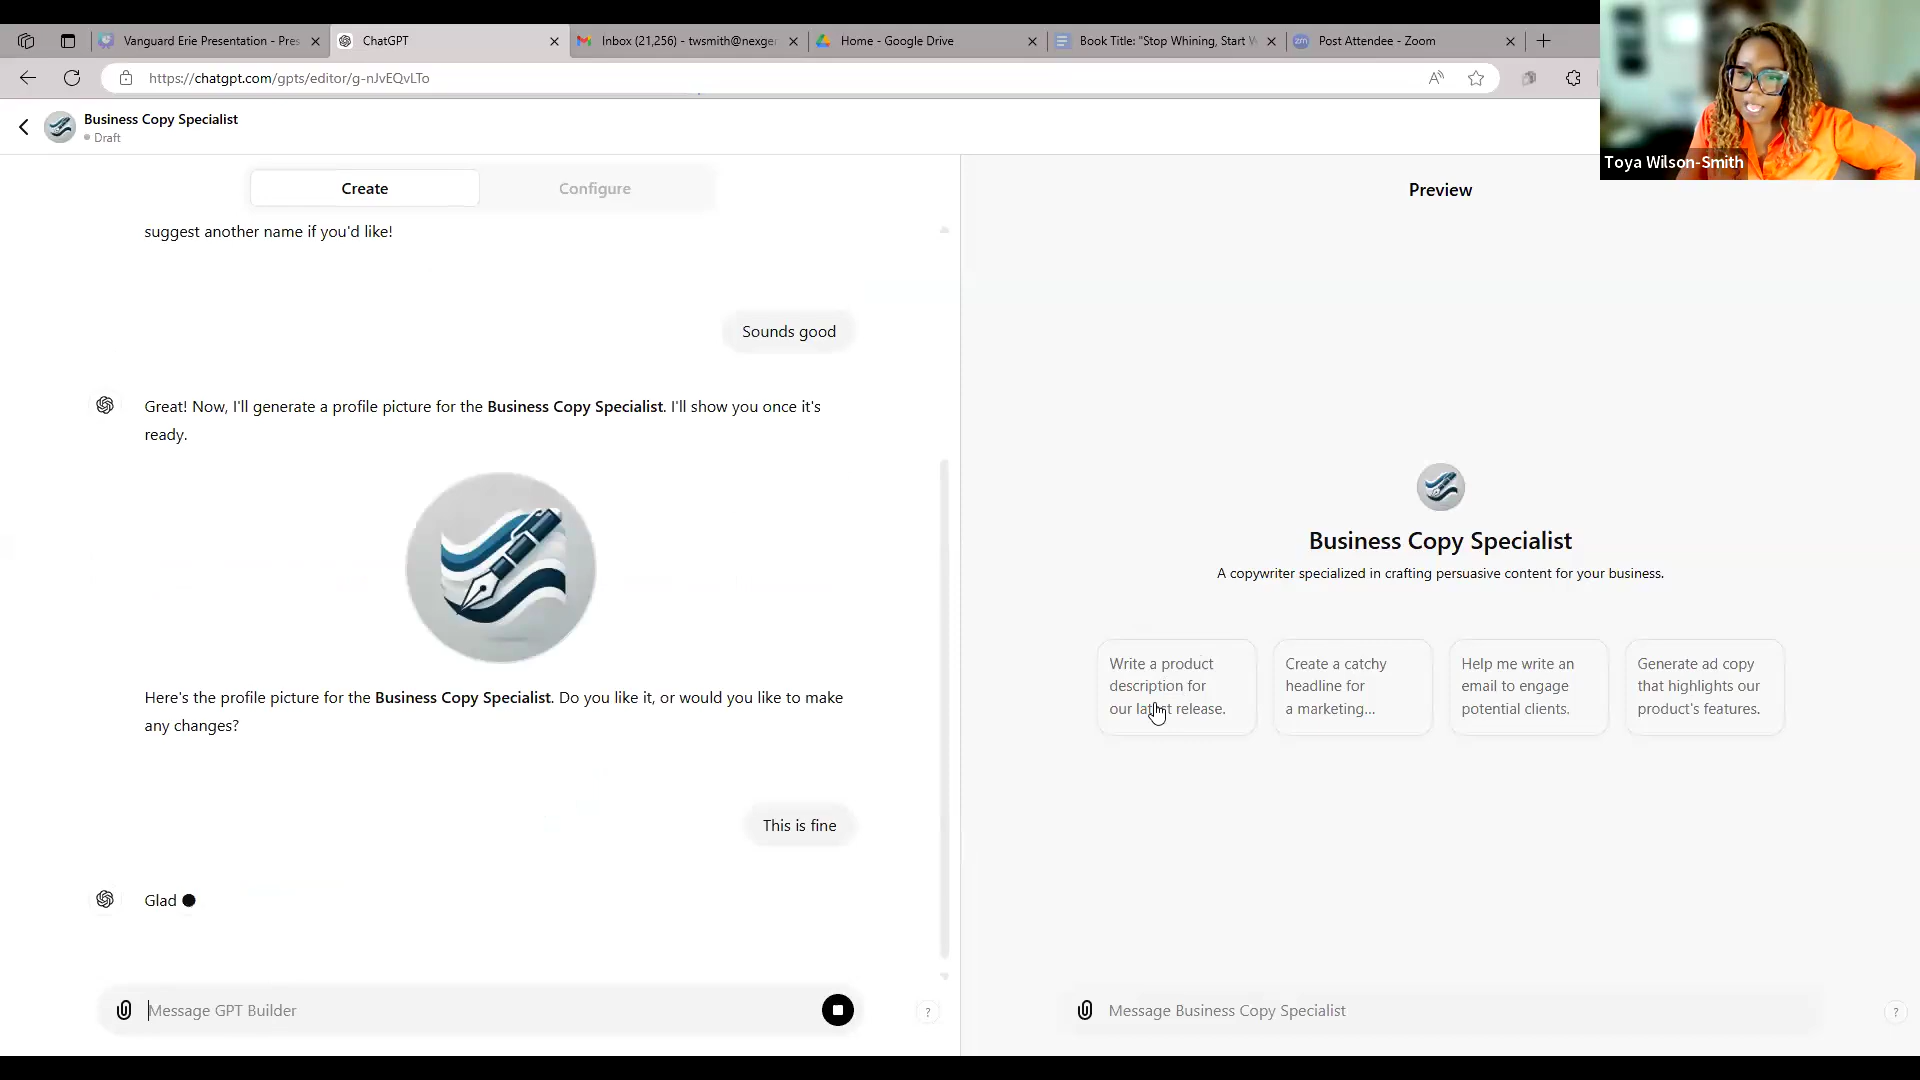 Vanguard Erie Presentation - Pres
ChatGPT
Inbox (21,256) - twsmith@nexge
Home - Google Drive
Book Title: "Stop Whining, Start W
zm
Post Attendee - Zoom
https://chatgpt.com/gpts/editor/g-nJvEQvLTo
Business Copy Specialist
Draft
Toya Wilson-Smith
Create
Configure
Preview
suggest another name if you'd like!
Sounds good
Great! Now, I'll generate a profile picture for the Business Copy Specialist. I'll show you once it's
ready.
Here's the profile picture for the Business Copy Specialist. Do you like it, or would you like to make
any changes?
This is fine
Glad
Message GPT Builder
?
Business Copy Specialist
A copywriter specialized in crafting persuasive content for your business.
Write a product
description for
our latest release.
Create a catchy
headline for
a marketing...
Help me write an
email to engage
potential clients.
Generate ad copy
that highlights our
product's features.
Message Business Copy Specialist
?